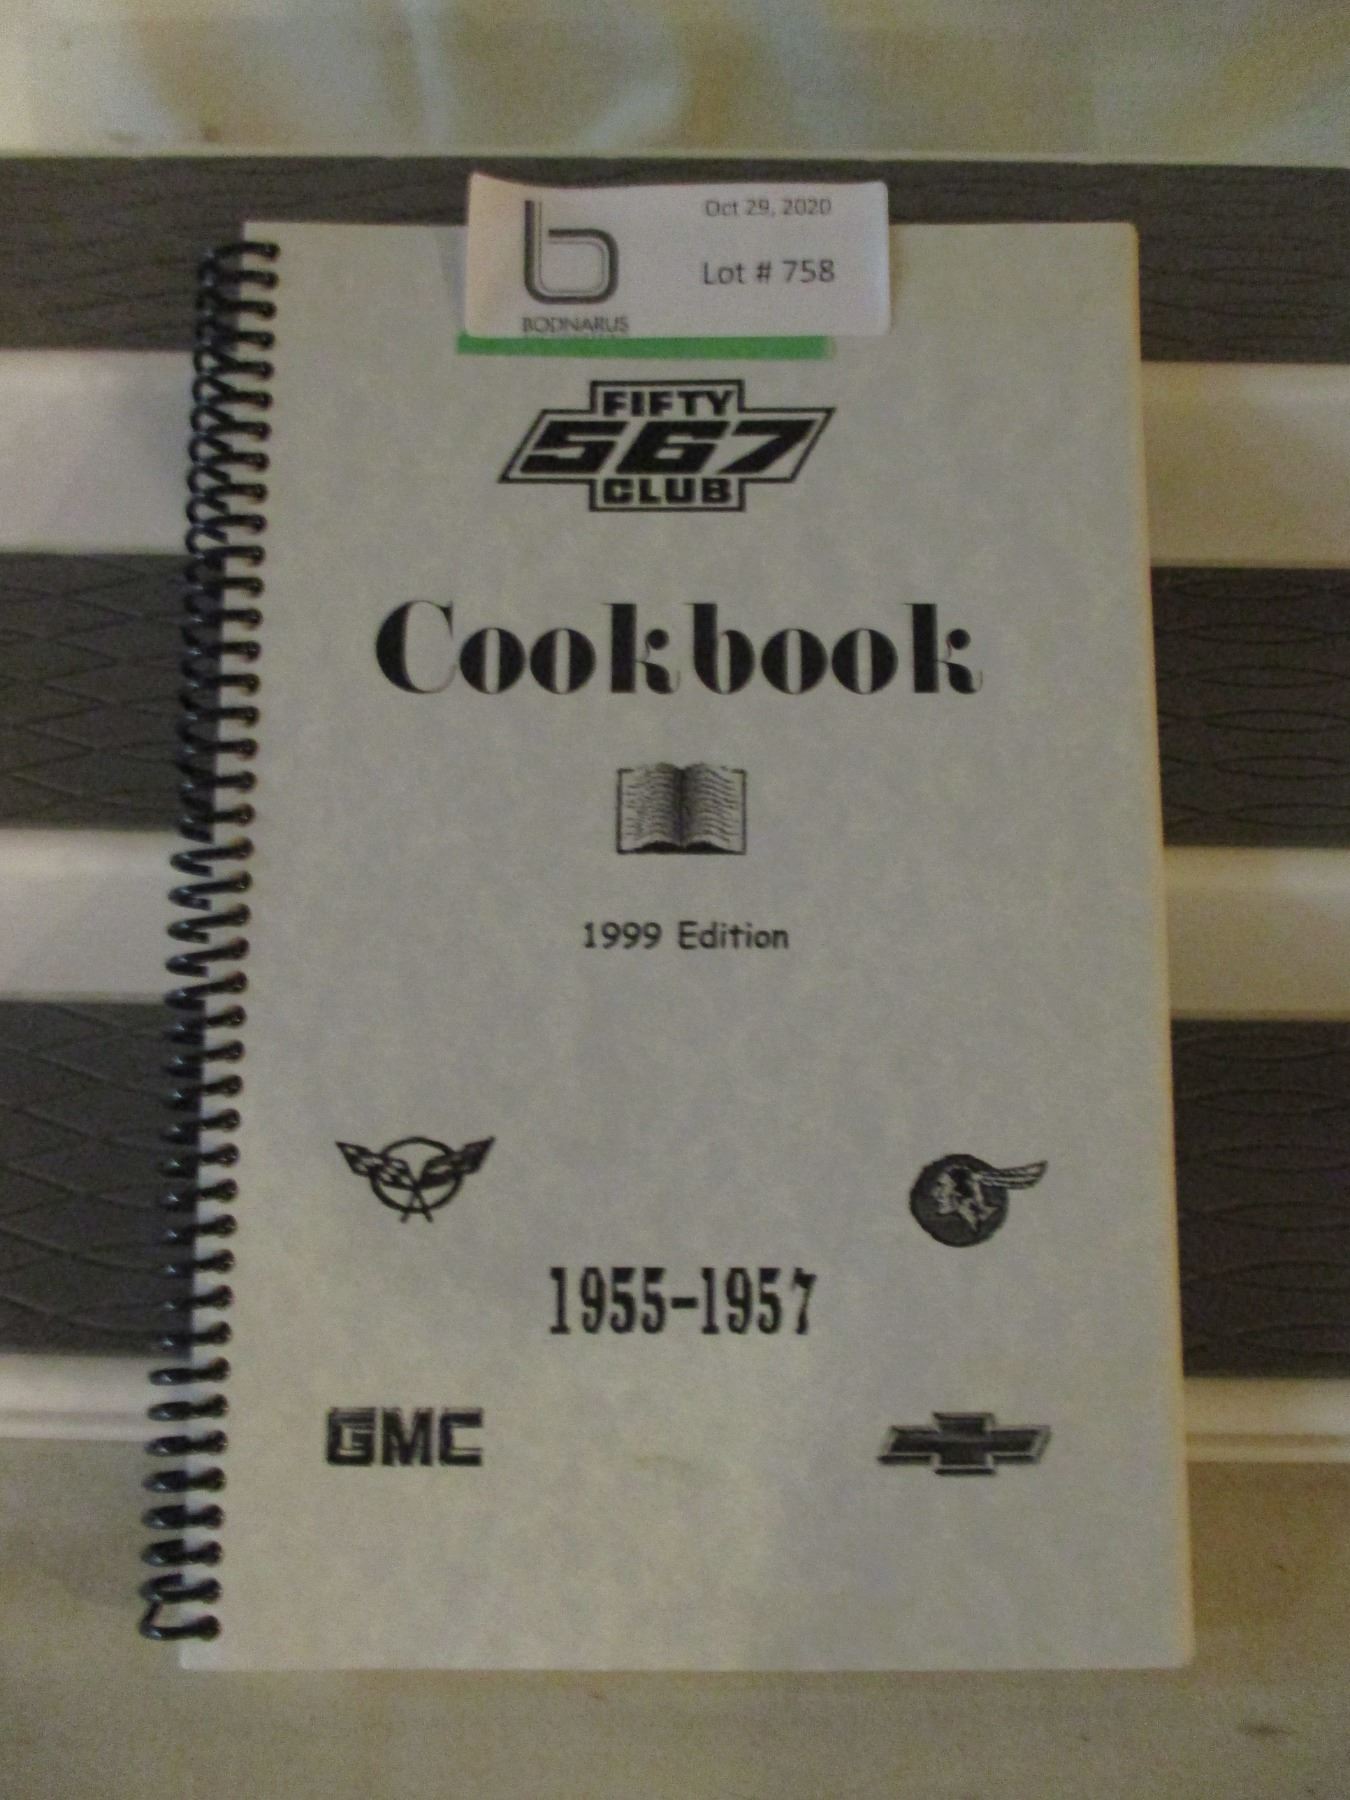 Oct 29, 2020
Lot # 758
BODNARUS
FIFTY
567
CLUB
Cookbook
1999 Edition
1955-1957
GMC